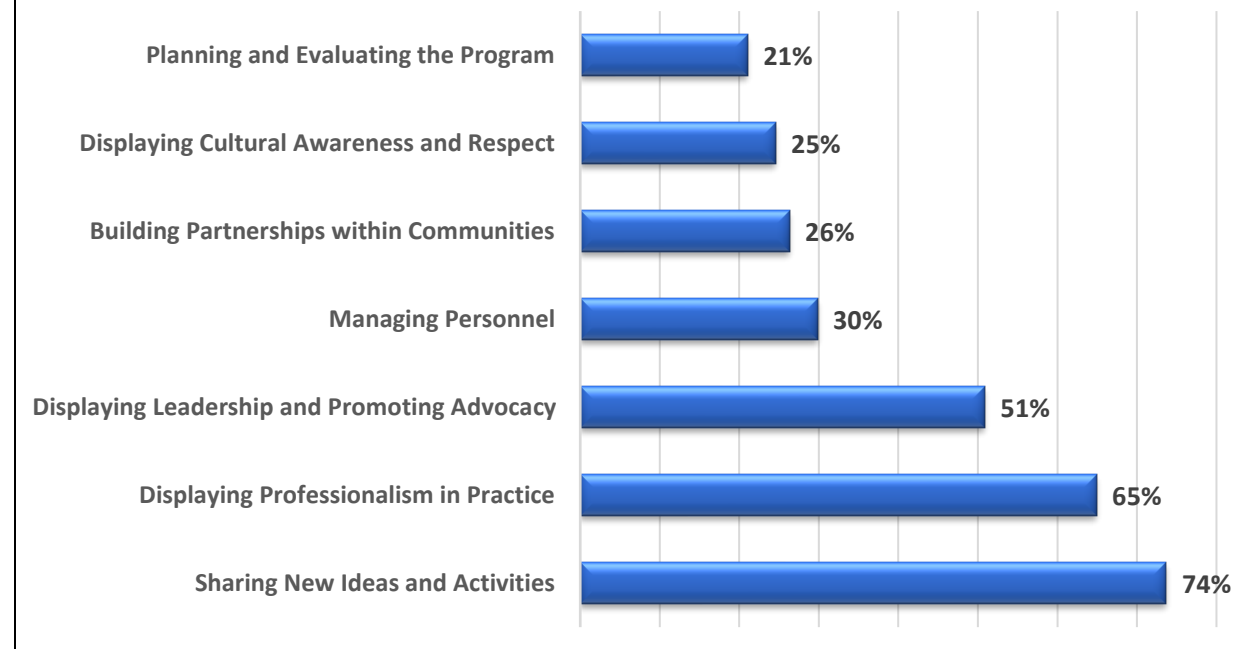 Planning and Evaluating the Program 21%
Displaying Cultural Awareness and Respect 25%
Building Partnerships within Communities 26%
Managing Personnel 30%
Displaying Leadership and Promoting Advocacy 51%
Displaying Professionalism in Practice 65%
Sharing New Ideas and Activities 74%